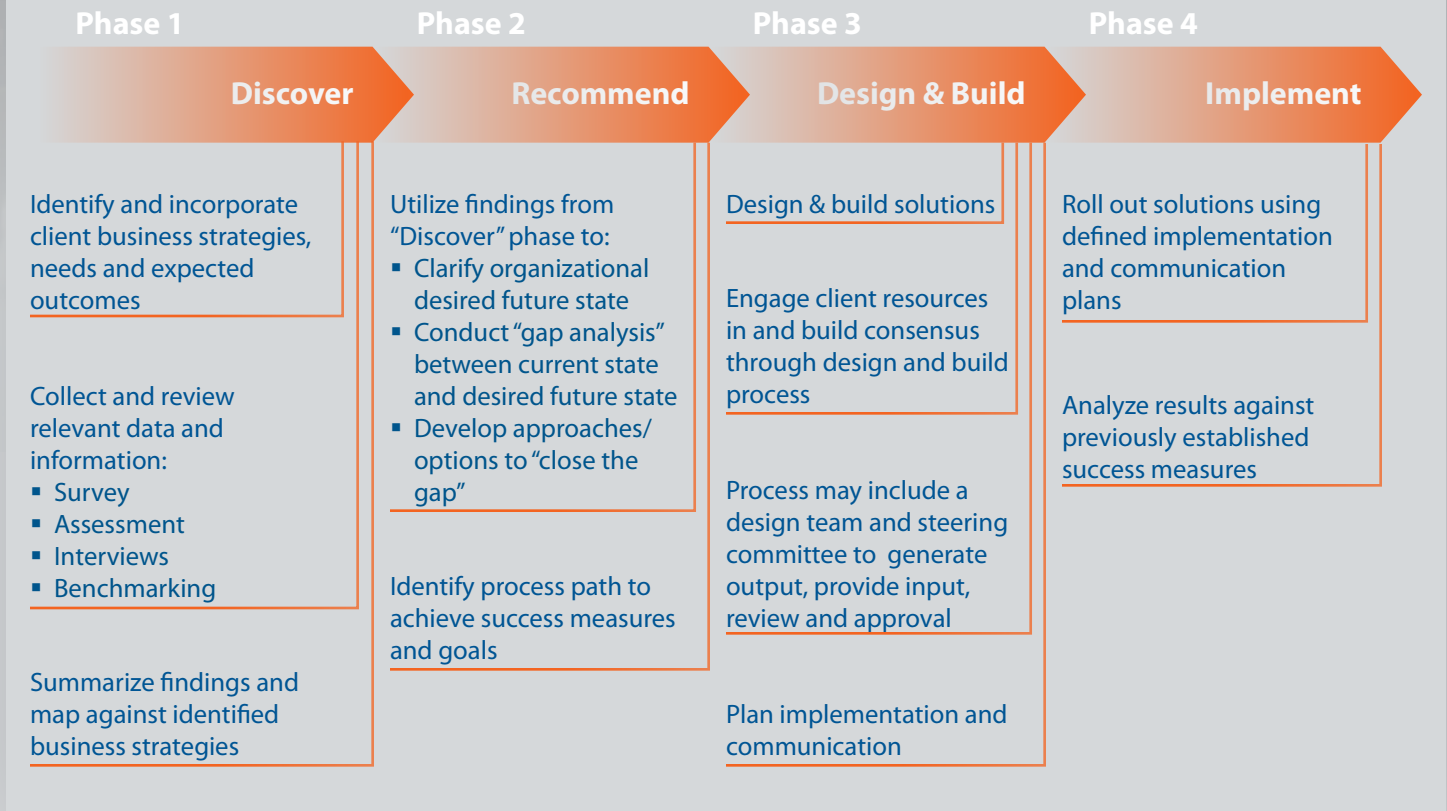 Phase 1
Discover
Identify and incorporate
client business strategies,
needs and expected
outcomes
Collect and review
relevant data and
information:
▪ Survey
▪ Assessment
▪ Interviews
▪ Benchmarking
Summarize findings and
map against identified
business strategies
Phase 2
Recommend
Utilize findings from
“Discover” phase to:
▪ Clarify organizational
desired future state
▪ Conduct “gap analysis”
between current state
and desired future state
▪ Develop approaches/
options to “close the
gap”
Identify process path to
achieve success measures
and goals
Phase 3
Design & Build
Design & build solutions
Engage client resources
in and build consensus
through design and build
process
Process may include a
design team and steering
committee to generate
output, provide input,
review and approval
Plan implementation and
communication
Phase 4
Implement
Roll out solutions using
defined implementation
and communication
plans
Analyze results against
previously established
success measures